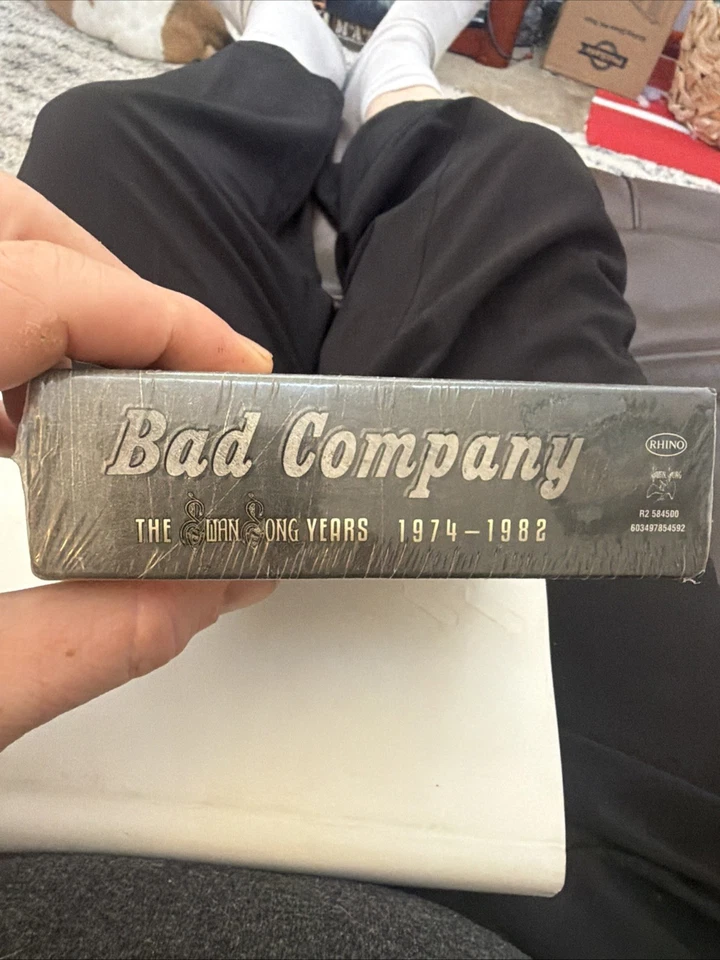 Bad Company
THE SWAN SONG YEARS 1974–1982
RHINO
R2 584500
603497854592